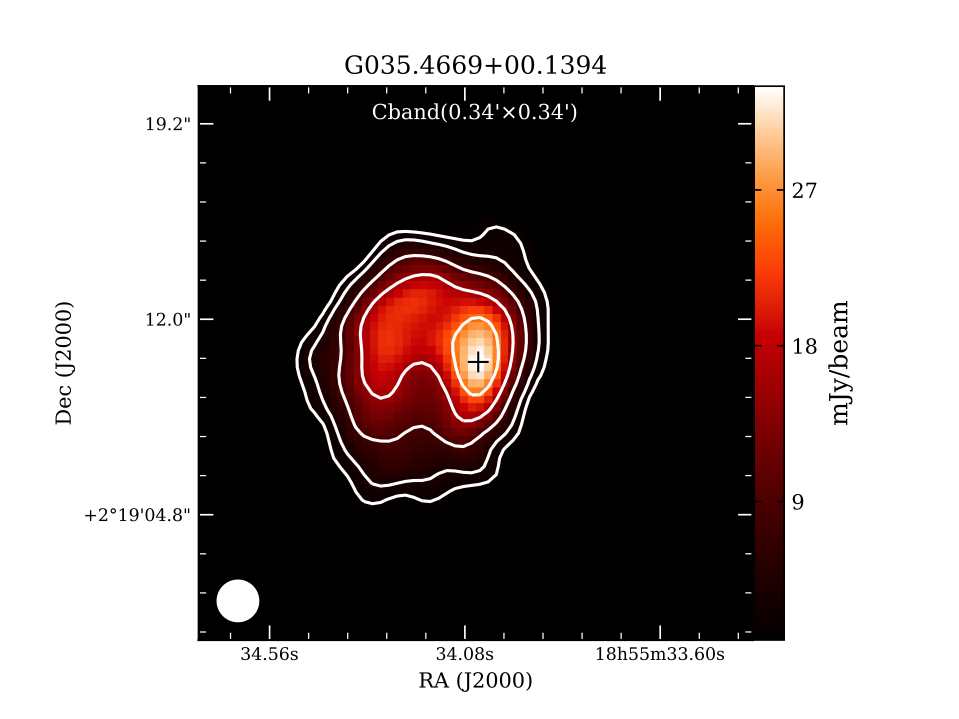 G035.4669+00.1394
Cband(0.34'×0.34')
19.2"
12.0"
+2°19'04.8"
Dec (J2000)
34.56s
34.08s
18h55m33.60s
RA (J2000)
27
18
9
mJy/beam